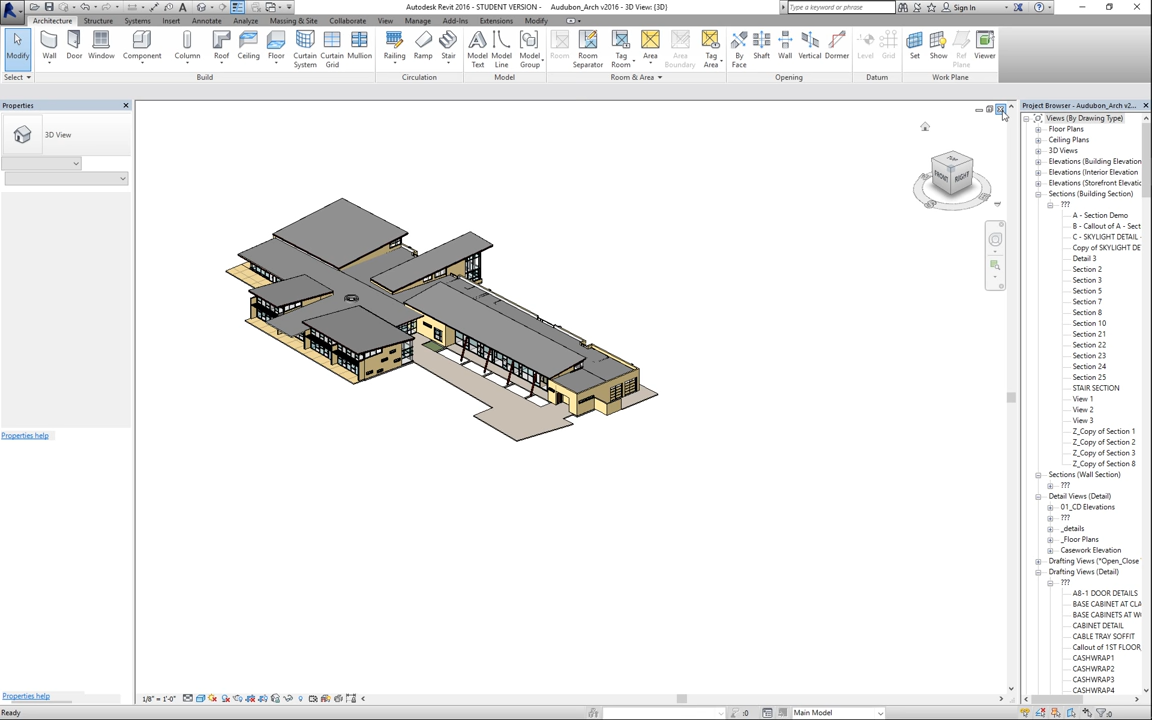 Autodesk Revit 2016 - STUDENT VERSION - Audubon_Arch v2016 - 3D View: {3D}
Type a keyword or phrase
Sign In
Architecture Structure Systems Insert Annotate Analyze Massing & Site Collaborate View Manage Add-Ins Extensions Modify
Modify Wall Door Window Component Column Roof Ceiling Floor Curtain System Curtain Grid Mullion Railing Ramp Stair Model Text Model Line Model Group Room Room Separator Tag Room Area Area Boundary Tag Area By Face Shaft Wall Vertical Dormer Level Grid Set Show Ref Plane Viewer
Select Build Circulation Model Room & Area Opening Datum Work Plane
Properties
3D View
Properties help
Project Browser - Audubon_Arch v2...
Views (By Drawing Type)
Floor Plans
Ceiling Plans
3D Views
Elevations (Building Elevation
Elevations (Interior Elevation
Elevations (Storefront Elevatio
Sections (Building Section)
???
A - Section Demo
B - Callout of A - Sect
C - SKYLIGHT DETAIL -
Copy of SKYLIGHT DE
Detail 3
Section 2
Section 3
Section 5
Section 7
Section 8
Section 10
Section 21
Section 22
Section 23
Section 24
Section 25
STAIR SECTION
View 1
View 2
View 3
Z_Copy of Section 1
Z_Copy of Section 2
Z_Copy of Section 3
Z_Copy of Section 8
Sections (Wall Section)
???
Detail Views (Detail)
01_CD Elevations
???
_details
_Floor Plans
Casework Elevation
Drafting Views (*Open_Close
Drafting Views (Detail)
???
A8-1 DOOR DETAILS
BASE CABINET AT CLA
BASE CABINETS AT WO
CABINET DETAIL
CABLE TRAY SOFFIT
Callout of 1ST FLOOR
CASHWRAP1
CASHWRAP2
CASHWRAP3
CASHWRAP4
FRONT RIGHT
Properties help
1/8" = 1'-0"
Ready
:0
Main Model
:0